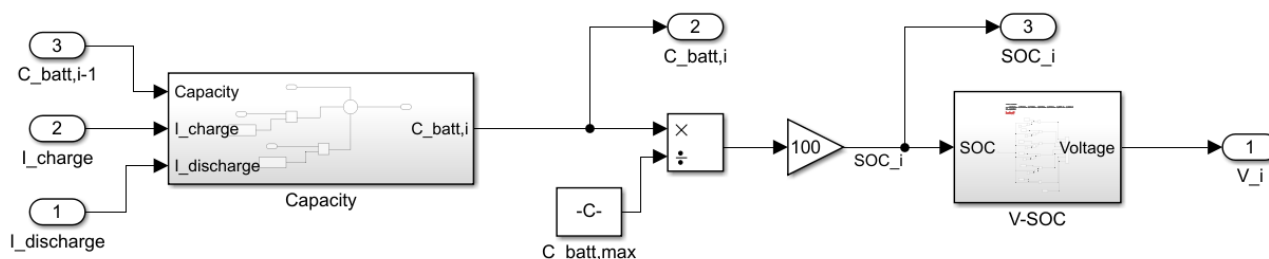 3
C_batt,i-1
2
I_charge
1
I_discharge
Capacity
I_charge
I_discharge
C_batt,i
Capacity
2
C_batt,i
×
÷
-C-
C_batt,max
100
SOC_i
3
SOC_i
SOC
Voltage
V-SOC
1
V_i